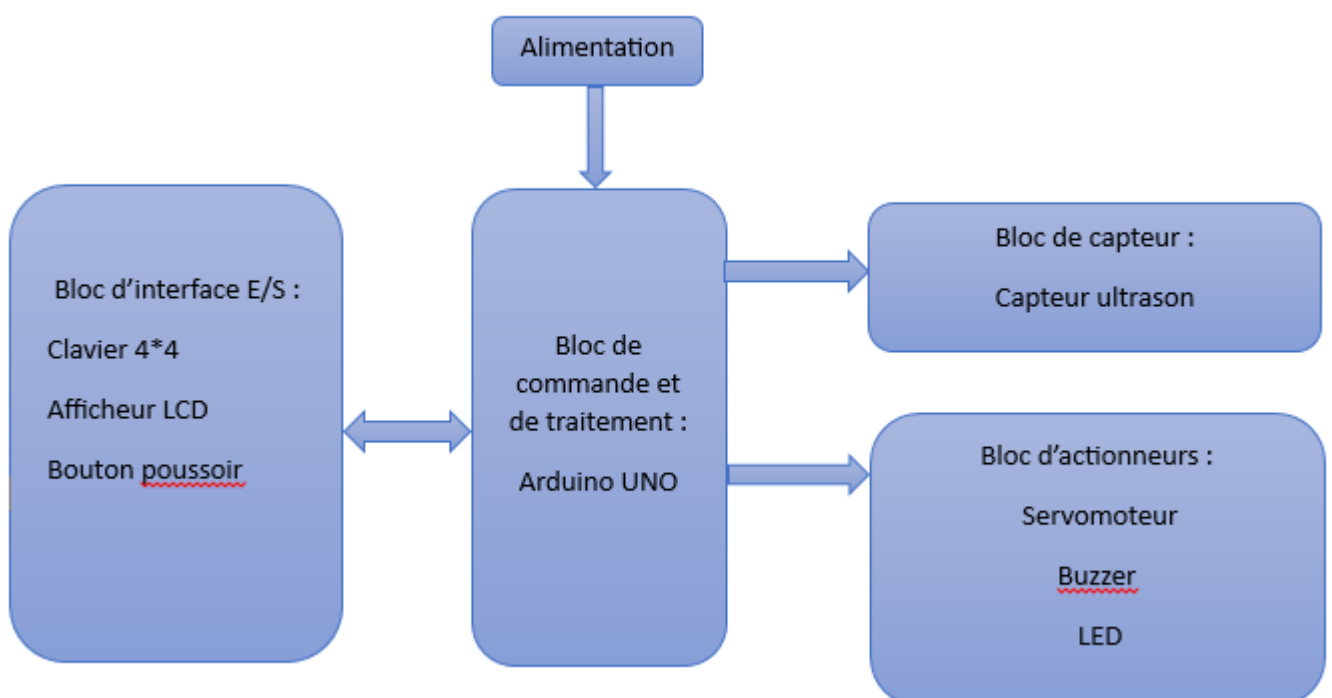 Alimentation
Bloc d’interface E/S :
Clavier 4*4
Afficheur LCD
Bouton poussoir
Bloc de
commande et
de traitement :
Arduino UNO
Bloc de capteur :
Capteur ultrason
Bloc d’actionneurs :
Servomoteur
Buzzer
LED